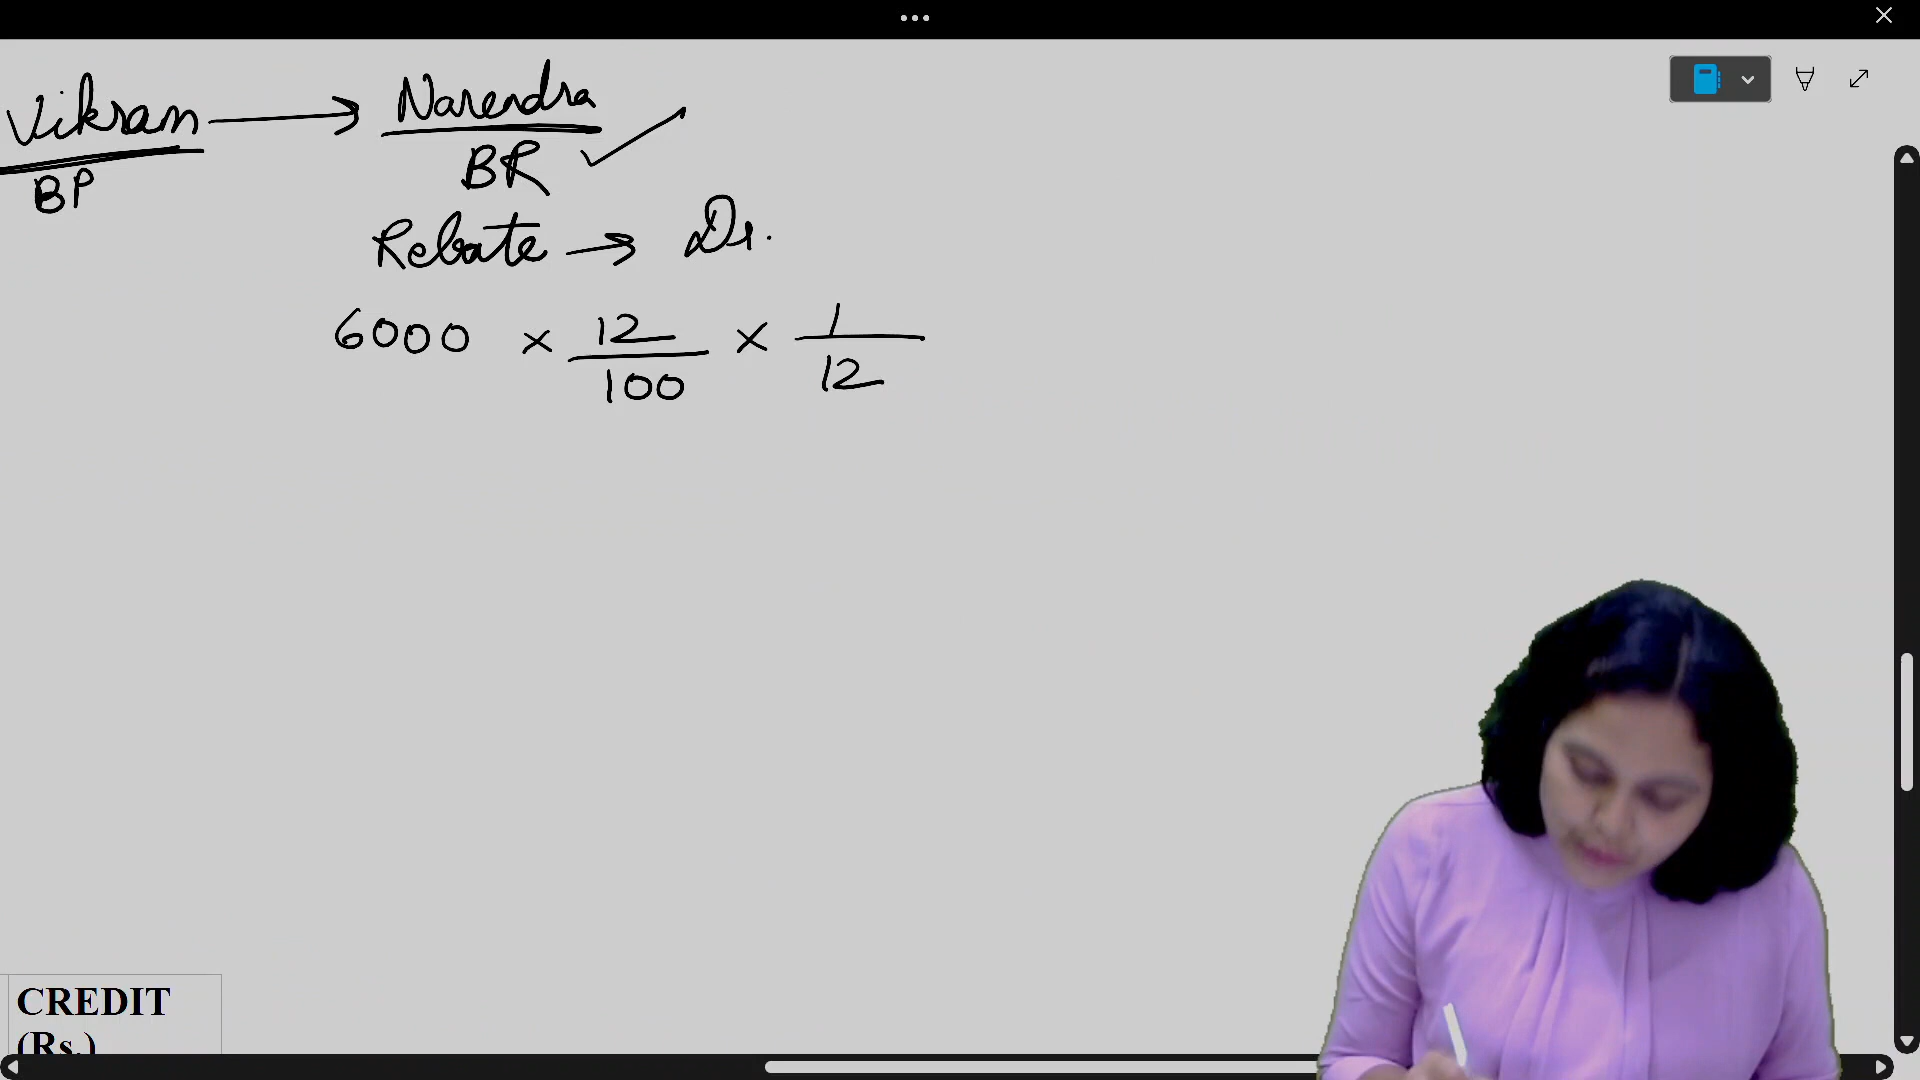 Vikram → Narendra
BP
BR ✓
Rebate → Dr.
6000 × 12/100 × 1/12
CREDIT
(Rs.)